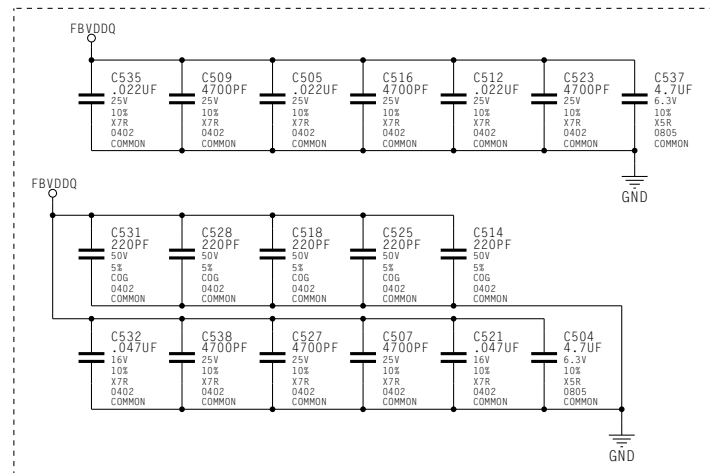 FBVDDQ
C535
.022UF
25V
10%
X7R
0402
COMMON
C509
4700PF
25V
10%
X7R
0402
COMMON
C505
.022UF
25V
10%
X7R
0402
COMMON
C516
4700PF
25V
10%
X7R
0402
COMMON
C512
.022UF
25V
10%
X7R
0402
COMMON
C523
4700PF
25V
10%
X7R
0402
COMMON
C537
4.7UF
6.3V
10%
X5R
0805
COMMON
GND
FBVDDQ
C531
220PF
50V
5%
COG
0402
COMMON
C528
220PF
50V
5%
COG
0402
COMMON
C518
220PF
50V
5%
COG
0402
COMMON
C525
220PF
50V
5%
COG
0402
COMMON
C514
220PF
50V
5%
COG
0402
COMMON
C532
.047UF
16V
10%
X7R
0402
COMMON
C538
4700PF
25V
10%
X7R
0402
COMMON
C527
4700PF
25V
10%
X7R
0402
COMMON
C507
4700PF
25V
10%
X7R
0402
COMMON
C521
.047UF
16V
10%
X7R
0402
COMMON
C504
4.7UF
6.3V
10%
X5R
0805
COMMON
GND